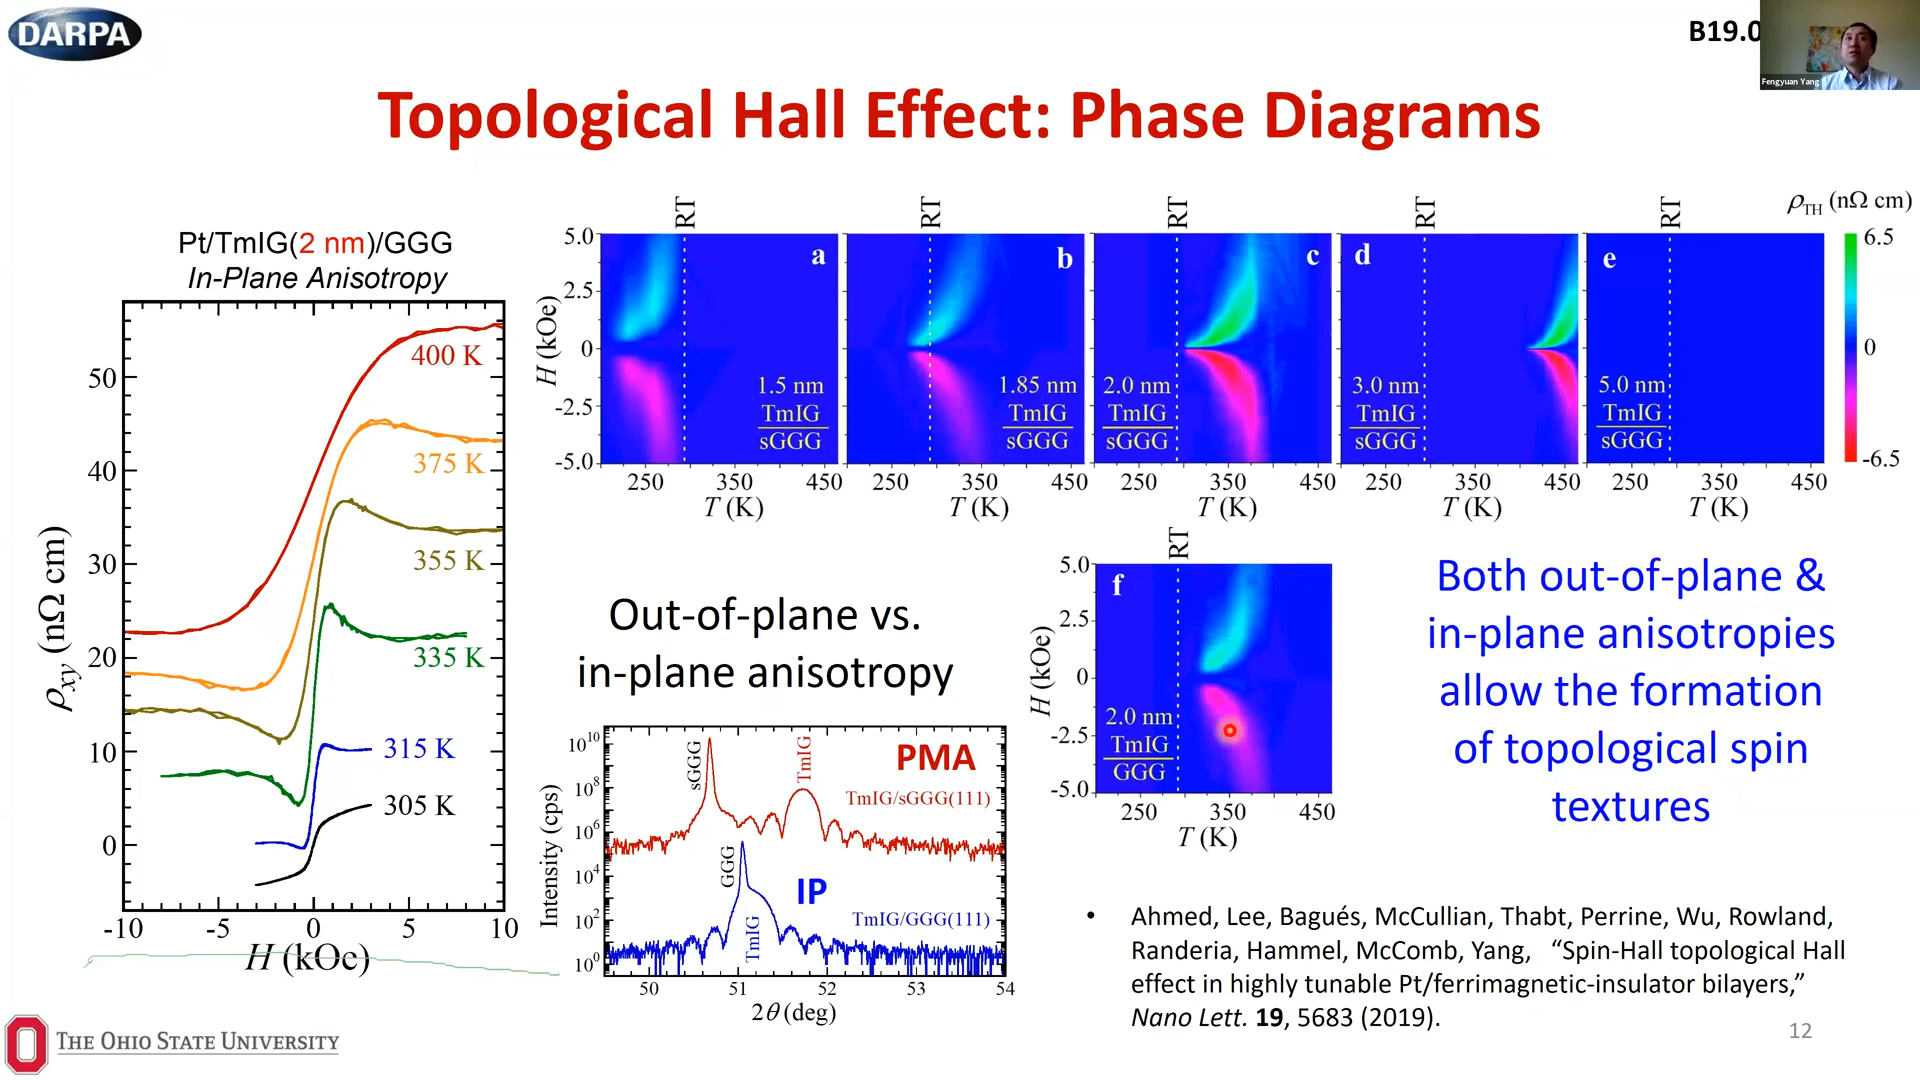 DARPA
B19.0
Fengyuan Yang
Topological Hall Effect: Phase Diagrams
Pt/TmIG(2 nm)/GGG
In-Plane Anisotropy
400 K
375 K
355 K
335 K
315 K
305 K
50
40
30
20
10
0
ρxy (nΩ cm)
-10 -5 0 5 10
H (kOe)
RT RT RT RT RT
ρTH (nΩ cm)
6.5
0
-6.5
5.0
2.5
0
-2.5
-5.0
H (kOe)
a
1.5 nm
TmIG
sGGG
250 350 450
T (K)
b
1.85 nm
TmIG
sGGG
250 350 450
T (K)
c
2.0 nm
TmIG
sGGG
250 350 450
T (K)
d
3.0 nm
TmIG
sGGG
250 350 450
T (K)
e
5.0 nm
TmIG
sGGG
250 350 450
T (K)
Out-of-plane vs.
in-plane anisotropy
10^10
10^8
10^6
10^4
10^2
10^0
Intensity (cps)
sGGG
TmIG
PMA
TmIG/sGGG(111)
GGG
TmIG
IP
TmIG/GGG(111)
50 51 52 53 54
2θ (deg)
RT
5.0
2.5
0
-2.5
-5.0
H (kOe)
f
2.0 nm
TmIG
GGG
250 350 450
T (K)
Both out-of-plane &
in-plane anisotropies
allow the formation
of topological spin
textures
• Ahmed, Lee, Bagués, McCullian, Thabt, Perrine, Wu, Rowland,
Randeria, Hammel, McComb, Yang, “Spin-Hall topological Hall
effect in highly tunable Pt/ferrimagnetic-insulator bilayers,”
Nano Lett. 19, 5683 (2019).
THE OHIO STATE UNIVERSITY
12